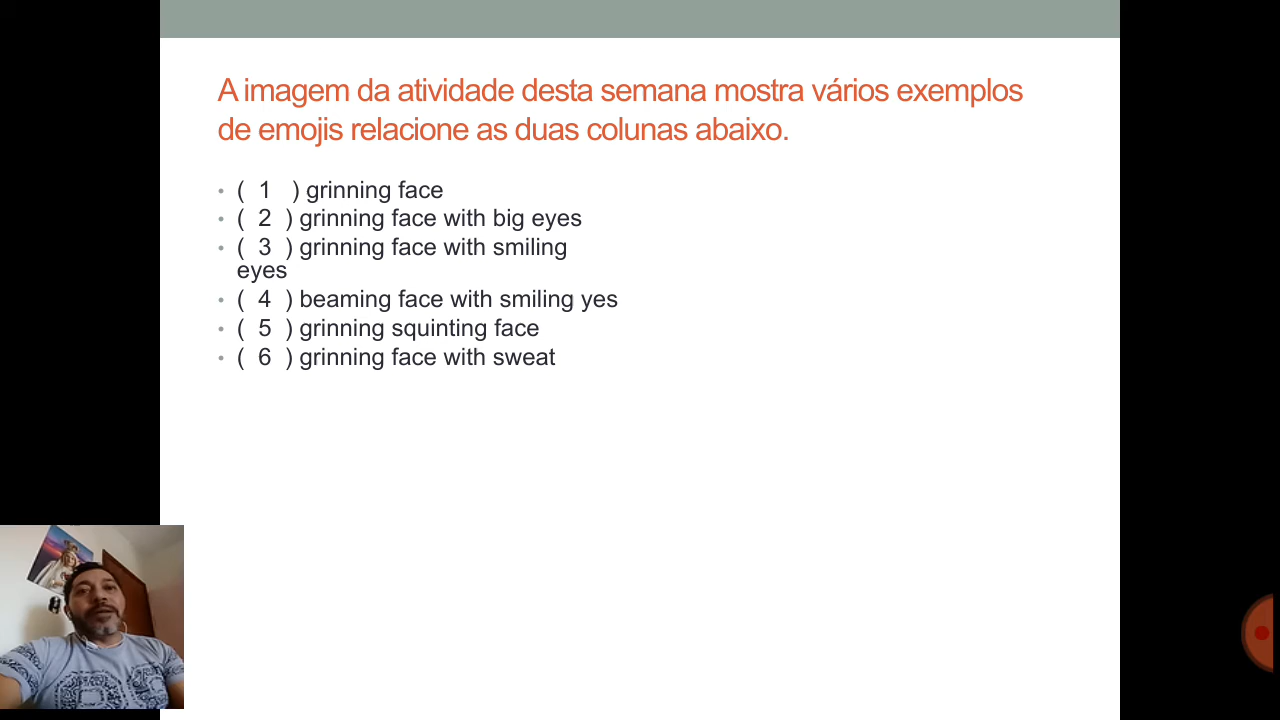 A imagem da atividade desta semana mostra vários exemplos
de emojis relacione as duas colunas abaixo.
• ( 1 ) grinning face
• ( 2 ) grinning face with big eyes
• ( 3 ) grinning face with smiling
eyes
• ( 4 ) beaming face with smiling yes
• ( 5 ) grinning squinting face
• ( 6 ) grinning face with sweat